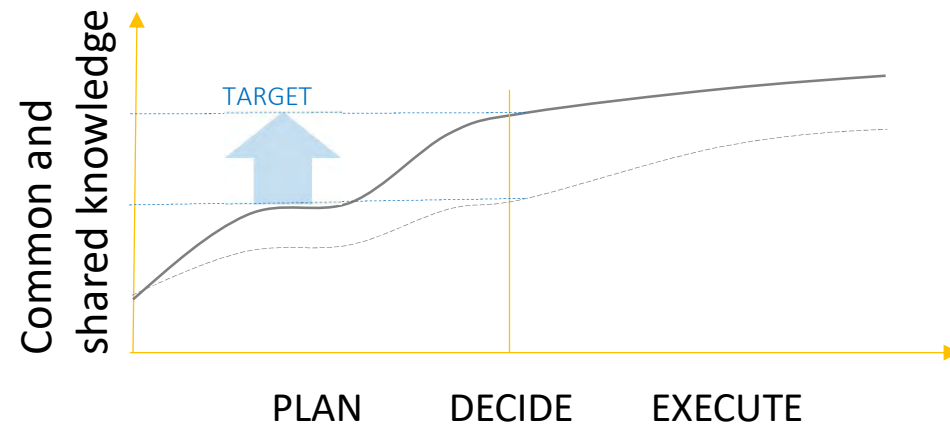 Common and
shared knowledge
TARGET
PLAN
DECIDE
EXECUTE